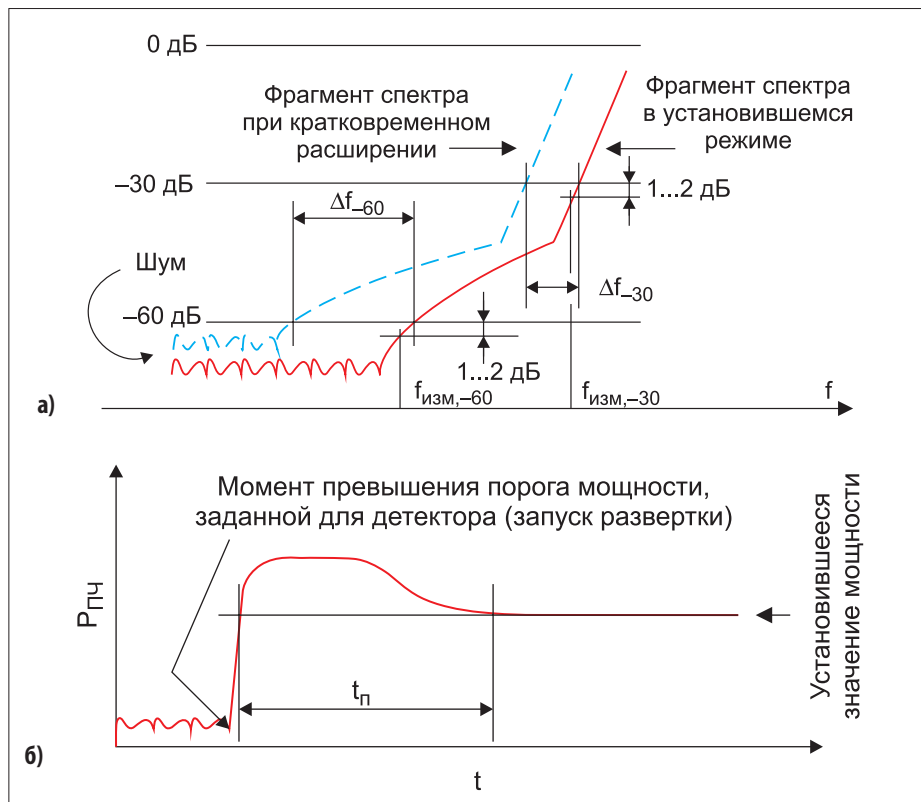 0 дБ
Фрагмент спектра
при кратковременном
расширении
Фрагмент спектра
в установившемся
режиме
–30 дБ
1...2 дБ
Δf–60
Шум
Δf–30
–60 дБ
1...2 дБ
fизм,–60
fизм,–30
f
а)
Момент превышения порога мощности,
заданной для детектора (запуск развертки)
PПЧ
Установившееся
значение мощности
tп
б)
t